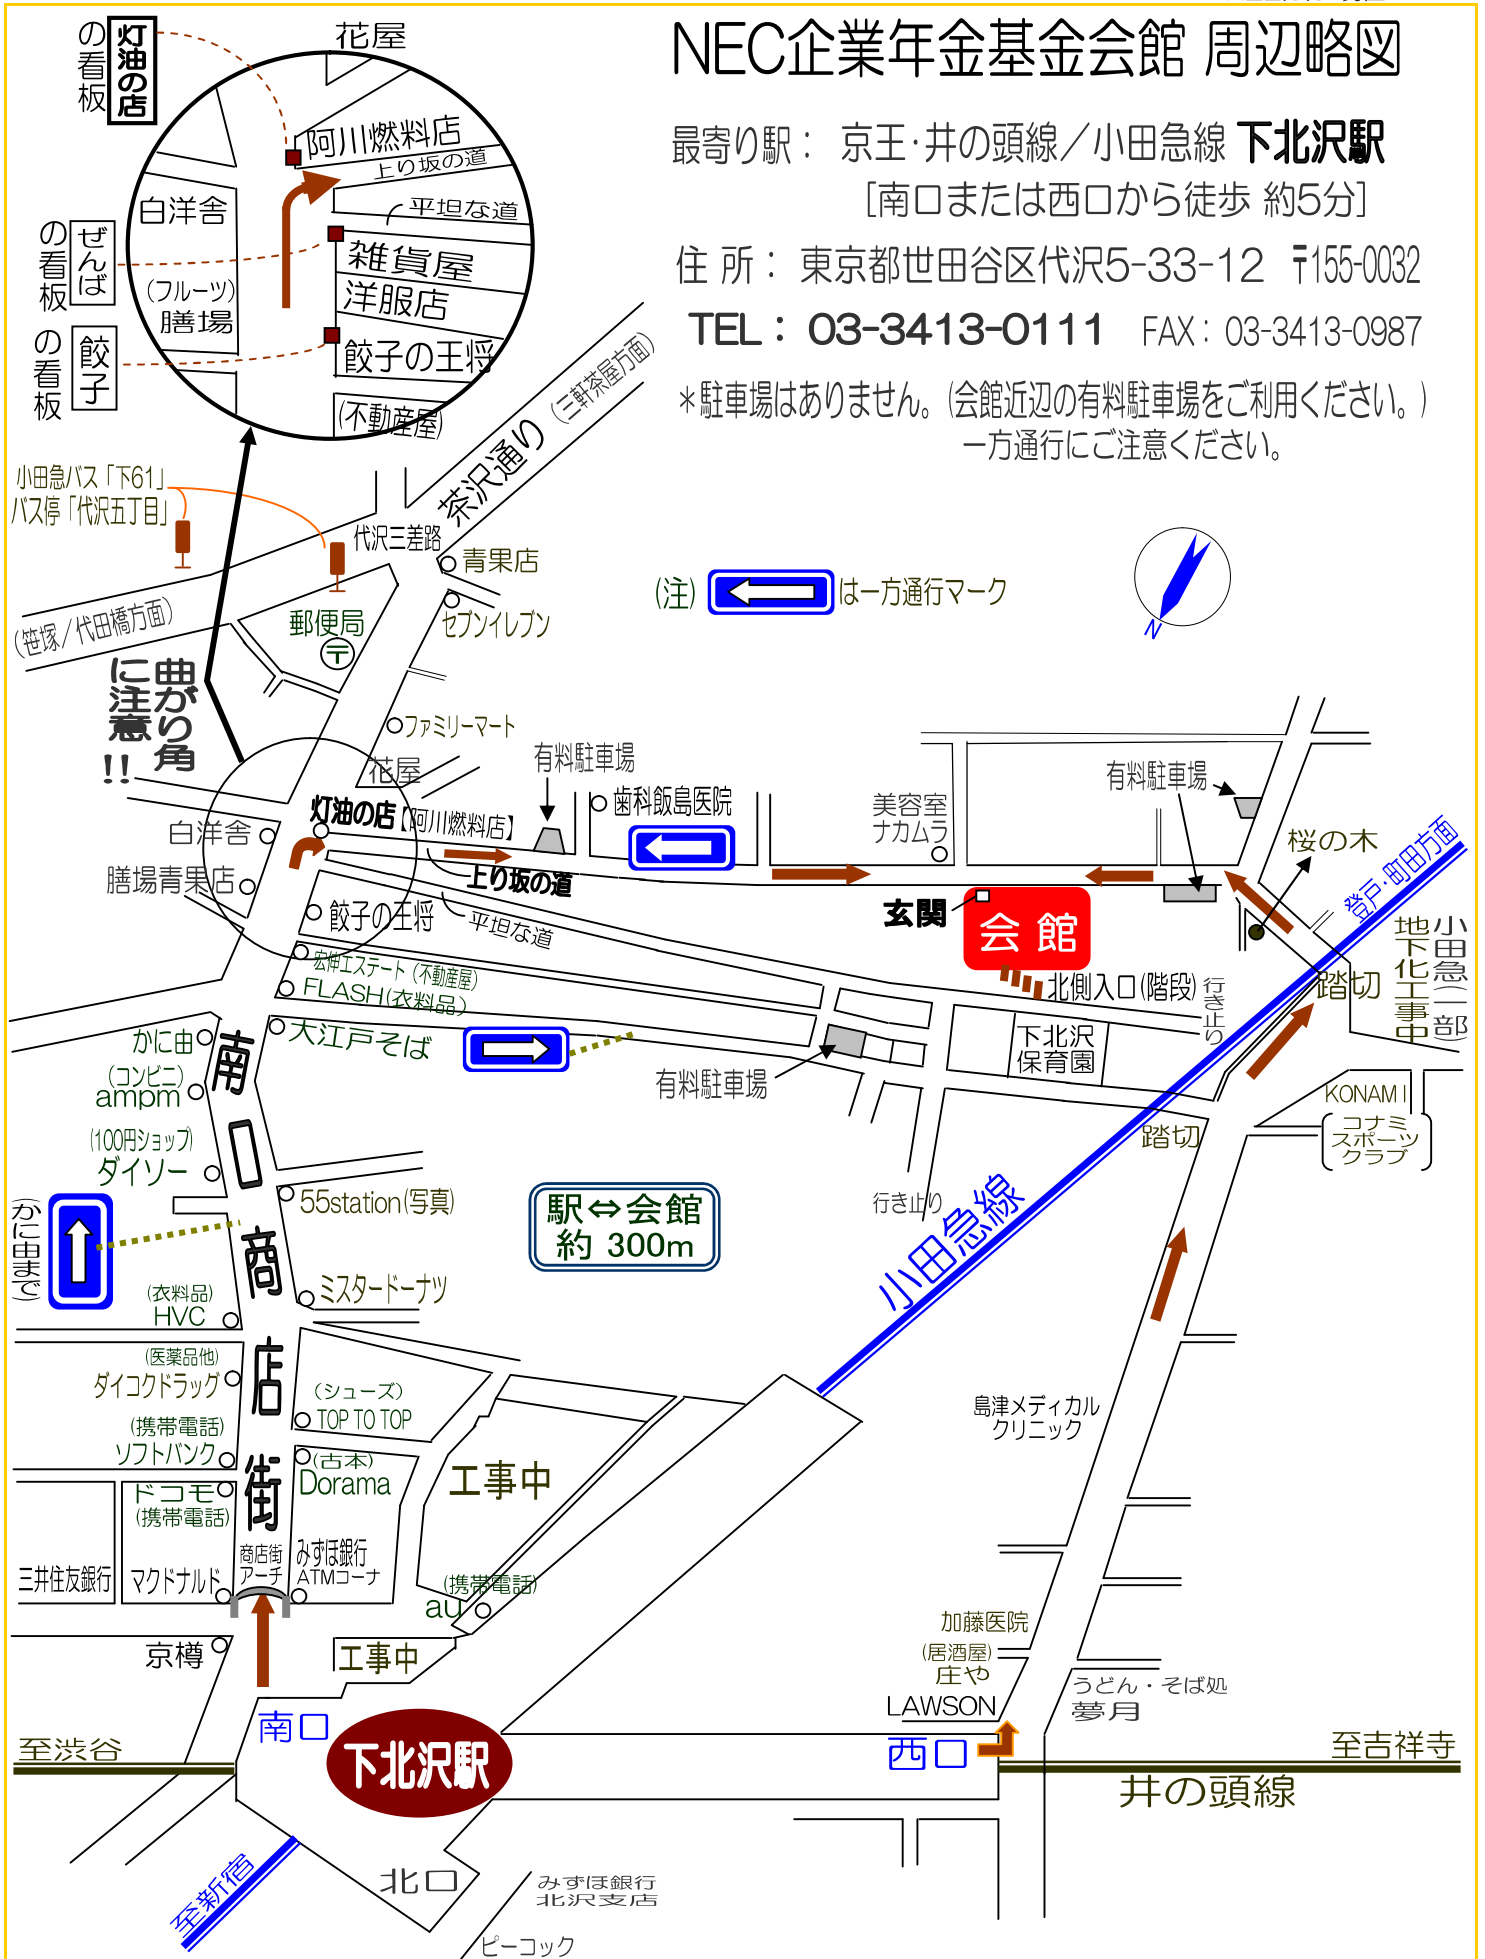 NEC企業年金基金会館 周辺略図
最寄り駅： 京王･井の頭線／小田急線 下北沢駅
[南口または西口から徒歩 約5分]
住 所： 東京都世田谷区代沢5-33-12 〒155-0032
TEL： 03-3413-0111 FAX： 03-3413-0987
＊駐車場はありません。(会館近辺の有料駐車場をご利用ください。)
一方通行にご注意ください。
灯油の店
の看板
花屋
阿川燃料店
上り坂の道
平坦な道
白洋舎
ぜんば
の看板
雑貨屋
(フルーツ)
膳場
洋服店
餃子
の看板
餃子の王将
(不動産屋)
茶沢通り
(三軒茶屋方面)
小田急バス「下61」
バス停「代沢五丁目」
代沢三差路
青果店
セブンイレブン
郵便局
〒
(笹塚／代田橋方面)
(注)
は一方通行マーク
N
曲がり角
に注意!!
ファミリーマート
花屋
有料駐車場
灯油の店【阿川燃料店】
歯科飯島医院
白洋舎
上り坂の道
膳場青果店
餃子の王将
平坦な道
美容室
ナカムラ
有料駐車場
桜の木
登戸･町田方面
玄関
会館
北側入口(階段)
行き止り
踏切
小田急(一部)
地下化工事中
宏伸エステート (不動産屋)
FLASH(衣料品)
大江戸そば
かに由
(コンビニ)
ampm
(100円ショップ)
ダイソー
有料駐車場
下北沢
保育園
KONAMI
コナミ
スポーツ
クラブ
踏切
行き止り
南口商店街
55station(写真)
駅⇔会館
約 300m
小田急線
(かに由まで)
ミスタードーナツ
(衣料品)
HVC
(医薬品他)
ダイコクドラッグ
(シューズ)
TOP TO TOP
(携帯電話)
ソフトバンク
(古本)
Dorama
工事中
島津メディカル
クリニック
ドコモ
(携帯電話)
三井住友銀行
マクドナルド
商店街
アーチ
みずほ銀行
ATMコーナ
(携帯電話)
au
京樽
工事中
加藤医院
(居酒屋)
庄や
LAWSON
うどん・そば処
夢月
南口
下北沢駅
西口
至渋谷
至吉祥寺
井の頭線
至新宿
北口
みずほ銀行
北沢支店
ピーコック